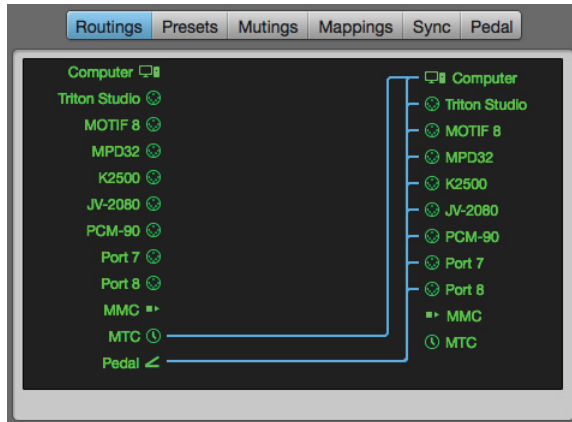 Routings Presets Mutings Mappings Sync Pedal
Computer
Triton Studio
MOTIF 8
MPD32
K2500
JV-2080
PCM-90
Port 7
Port 8
MMC
MTC
Pedal
Computer
Triton Studio
MOTIF 8
MPD32
K2500
JV-2080
PCM-90
Port 7
Port 8
MMC
MTC